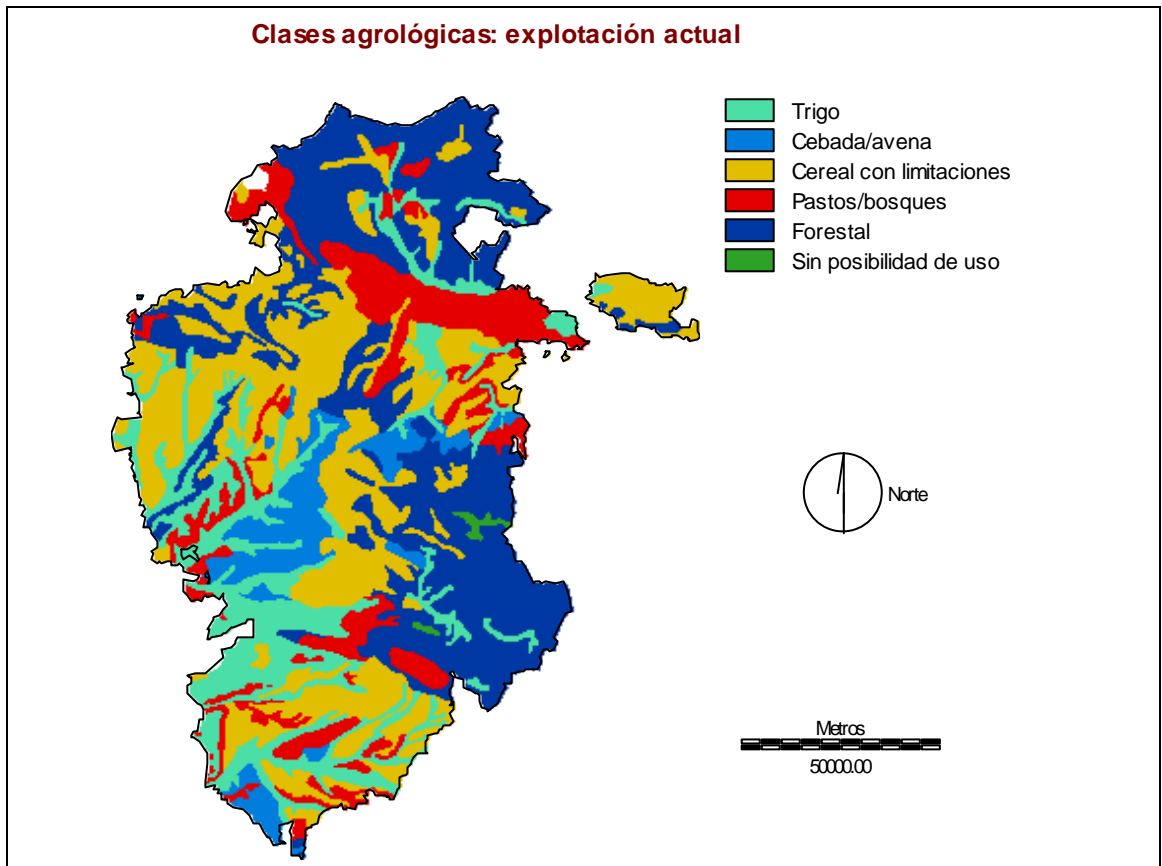 Clases agrológicas: explotación actual
Trigo
Cebada/avena
Cereal con limitaciones
Pastos/bosques
Forestal
Sin posibilidad de uso
Norte
Metros
50000.00